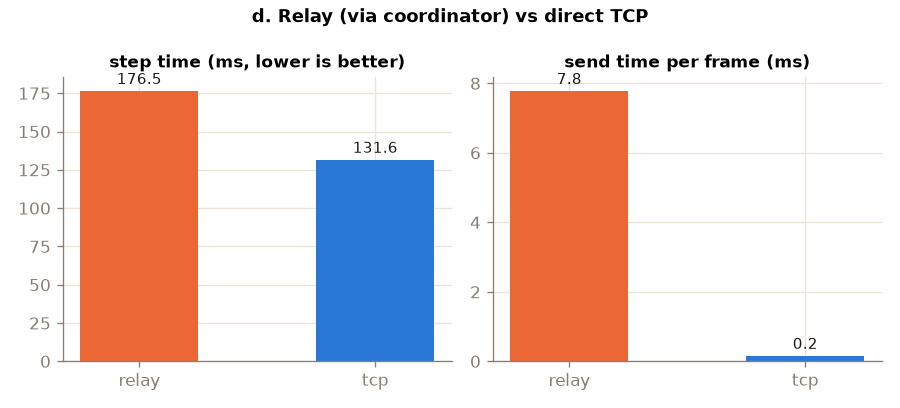 d. Relay (via coordinator) vs direct TCP
step time (ms, lower is better)
176.5
131.6
175
150
125
100
75
50
25
0
relay
tcp
send time per frame (ms)
7.8
0.2
8
6
4
2
0
relay
tcp